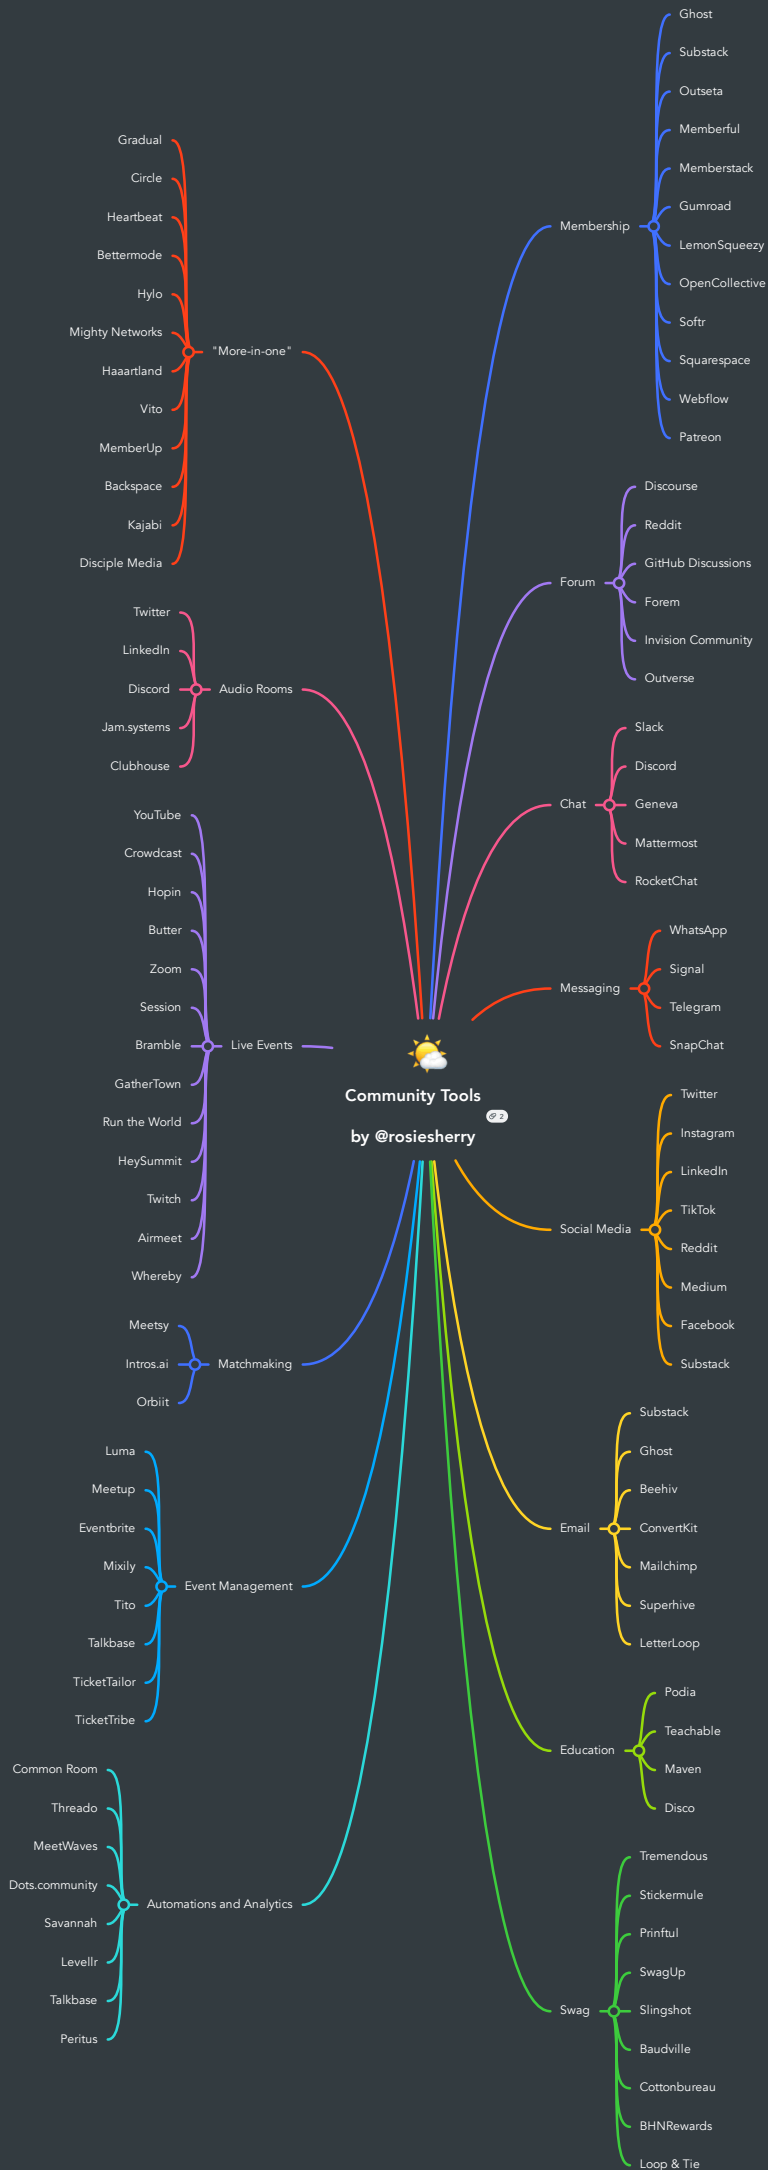 Community Tools
2
by @rosiesherry
Membership
Ghost
Substack
Outseta
Memberful
Memberstack
Gumroad
LemonSqueezy
OpenCollective
Softr
Squarespace
Webflow
Patreon
Forum
Discourse
Reddit
GitHub Discussions
Forem
Invision Community
Outverse
Chat
Slack
Discord
Geneva
Mattermost
RocketChat
Messaging
WhatsApp
Signal
Telegram
SnapChat
Social Media
Twitter
Instagram
LinkedIn
TikTok
Reddit
Medium
Facebook
Substack
Email
Substack
Ghost
Beehiv
ConvertKit
Mailchimp
Superhive
LetterLoop
Education
Podia
Teachable
Maven
Disco
Swag
Tremendous
Stickermule
Prinftul
SwagUp
Slingshot
Baudville
Cottonbureau
BHNRewards
Loop & Tie
"More-in-one"
Gradual
Circle
Heartbeat
Bettermode
Hylo
Mighty Networks
Haaartland
Vito
MemberUp
Backspace
Kajabi
Disciple Media
Audio Rooms
Twitter
LinkedIn
Discord
Jam.systems
Clubhouse
Live Events
YouTube
Crowdcast
Hopin
Butter
Zoom
Session
Bramble
GatherTown
Run the World
HeySummit
Twitch
Airmeet
Whereby
Matchmaking
Meetsy
Intros.ai
Orbiit
Event Management
Luma
Meetup
Eventbrite
Mixily
Tito
Talkbase
TicketTailor
TicketTribe
Automations and Analytics
Common Room
Threado
MeetWaves
Dots.community
Savannah
Levellr
Talkbase
Peritus